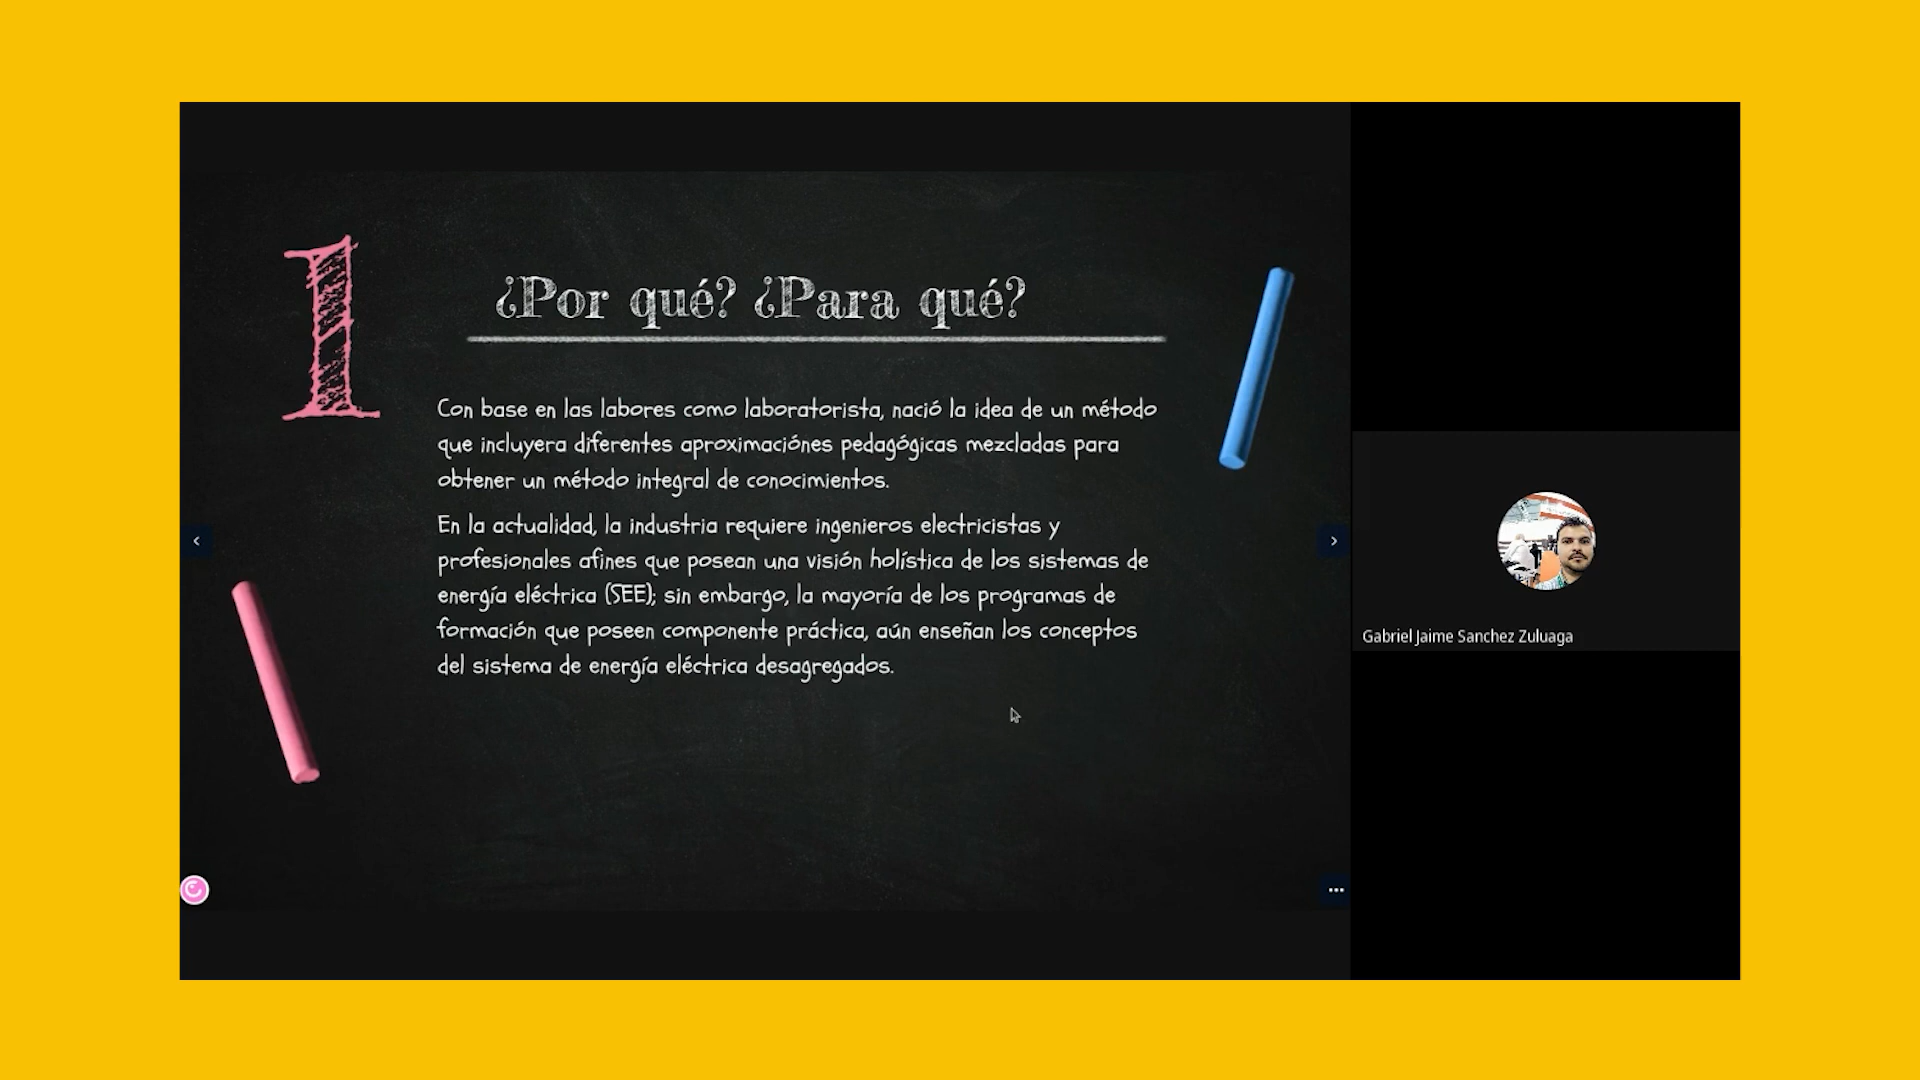 1
¿Por qué? ¿Para qué?
Con base en las labores como laboratorista, nació la idea de un método
que incluyera diferentes aproximaciónes pedagógicas mezcladas para
obtener un método integral de conocimientos.
En la actualidad, la industria requiere ingenieros electricistas y
profesionales afines que posean una visión holística de los sistemas de
energía eléctrica (SEE); sin embargo, la mayoría de los programas de
formación que poseen componente práctica, aún enseñan los conceptos
del sistema de energía eléctrica desagregados.
Gabriel Jaime Sanchez Zuluaga